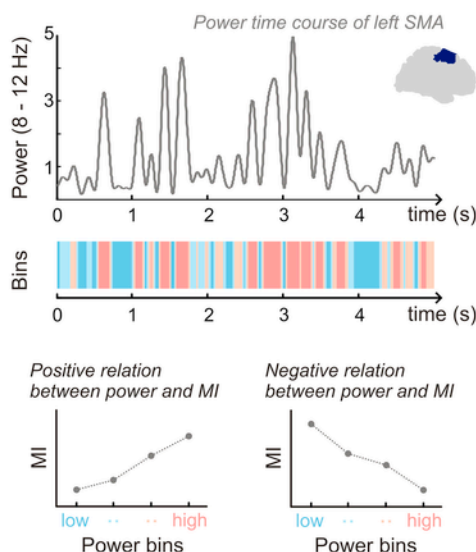 Power time course of left SMA
Power (8 - 12 Hz)
5
3
1
0 1 2 3 4 time (s)
Bins
0 1 2 3 4 time (s)
Positive relation
between power and MI
MI
low ·· ·· high
Power bins
Negative relation
between power and MI
MI
low ·· ·· high
Power bins